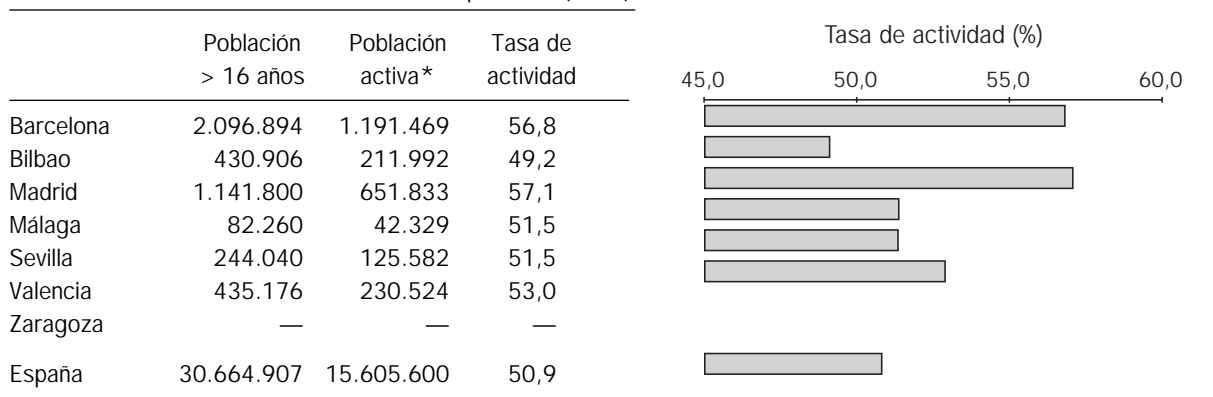 Población Población Tasa de
> 16 años activa* actividad
Barcelona 2.096.894 1.191.469 56,8
Bilbao 430.906 211.992 49,2
Madrid 1.141.800 651.833 57,1
Málaga 82.260 42.329 51,5
Sevilla 244.040 125.582 51,5
Valencia 435.176 230.524 53,0
Zaragoza — — —
España 30.664.907 15.605.600 50,9
Tasa de actividad (%)
45,0 50,0 55,0 60,0